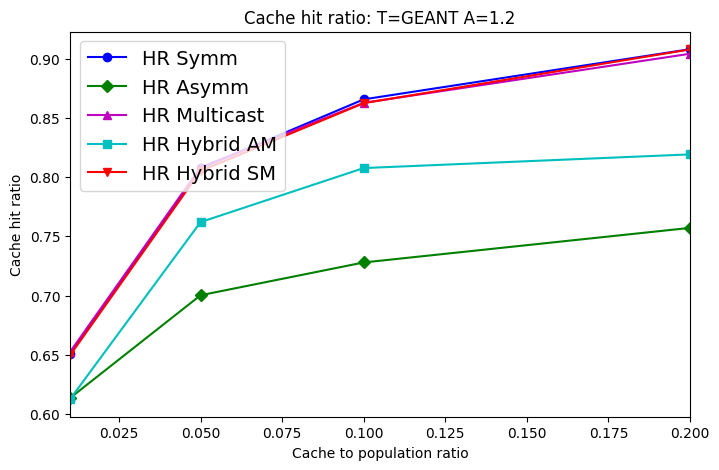 Cache hit ratio: T=GEANT A=1.2
HR Symm
HR Asymm
HR Multicast
HR Hybrid AM
HR Hybrid SM
Cache hit ratio
0.90
0.85
0.80
0.75
0.70
0.65
0.60
0.025 0.050 0.075 0.100 0.125 0.150 0.175 0.200
Cache to population ratio